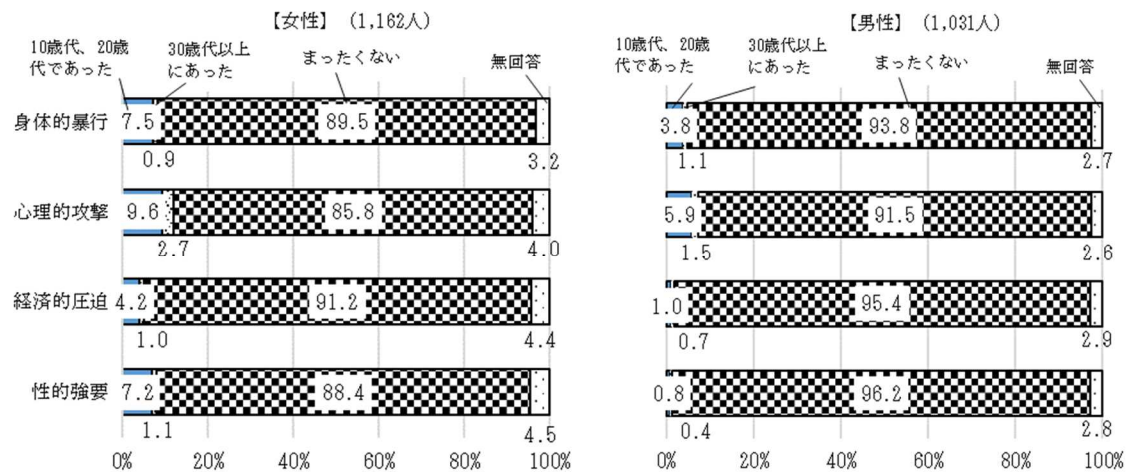 【女性】 (1,162人)
10歳代、20歳
代であった
30歳代以上
にあった
まったくない
無回答
身体的暴行
7.5
89.5
0.9
3.2
心理的攻撃
9.6
85.8
2.7
4.0
経済的圧迫
4.2
91.2
1.0
4.4
性的強要
7.2
88.4
1.1
4.5
0%
20%
40%
60%
80%
100%
【男性】 (1,031人)
10歳代、20歳
代であった
30歳代以上
にあった
まったくない
無回答
3.8
93.8
1.1
2.7
5.9
91.5
1.5
2.6
1.0
95.4
0.7
2.9
0.8
96.2
0.4
2.8
0%
20%
40%
60%
80%
100%